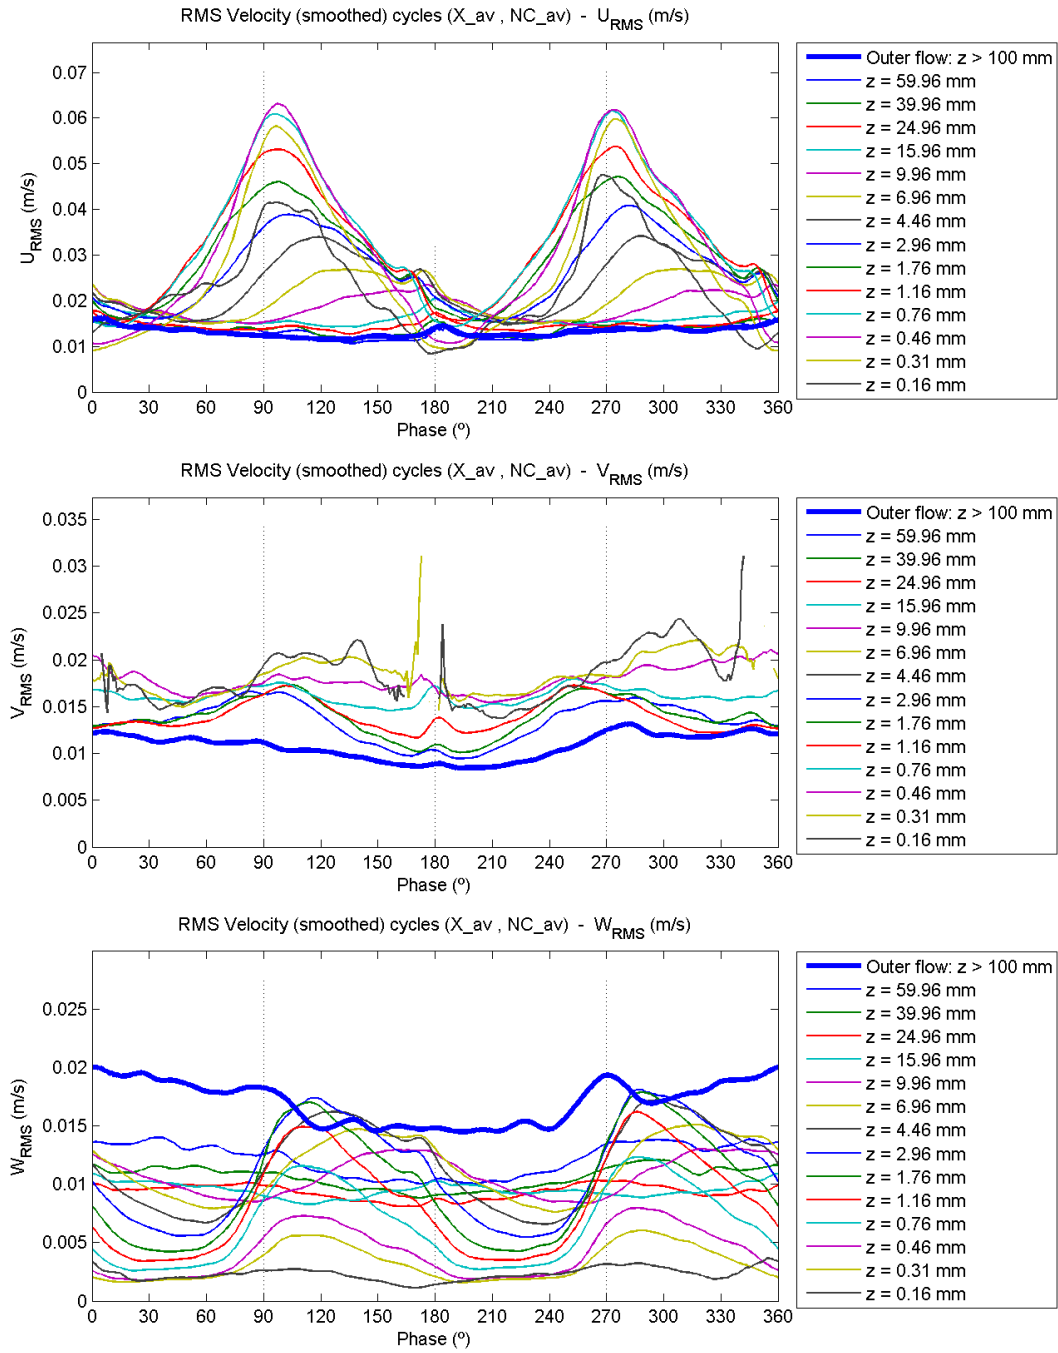 RMS Velocity (smoothed) cycles (X_av , NC_av) - U_RMS (m/s)
U_RMS (m/s)
0.07
0.06
0.05
0.04
0.03
0.02
0.01
0
0 30 60 90 120 150 180 210 240 270 300 330 360
Phase (º)
Outer flow: z > 100 mm
z = 59.96 mm
z = 39.96 mm
z = 24.96 mm
z = 15.96 mm
z = 9.96 mm
z = 6.96 mm
z = 4.46 mm
z = 2.96 mm
z = 1.76 mm
z = 1.16 mm
z = 0.76 mm
z = 0.46 mm
z = 0.31 mm
z = 0.16 mm
RMS Velocity (smoothed) cycles (X_av , NC_av) - V_RMS (m/s)
V_RMS (m/s)
0.035
0.03
0.025
0.02
0.015
0.01
0.005
0
0 30 60 90 120 150 180 210 240 270 300 330 360
Phase (º)
Outer flow: z > 100 mm
z = 59.96 mm
z = 39.96 mm
z = 24.96 mm
z = 15.96 mm
z = 9.96 mm
z = 6.96 mm
z = 4.46 mm
z = 2.96 mm
z = 1.76 mm
z = 1.16 mm
z = 0.76 mm
z = 0.46 mm
z = 0.31 mm
z = 0.16 mm
RMS Velocity (smoothed) cycles (X_av , NC_av) - W_RMS (m/s)
W_RMS (m/s)
0.025
0.02
0.015
0.01
0.005
0
0 30 60 90 120 150 180 210 240 270 300 330 360
Phase (º)
Outer flow: z > 100 mm
z = 59.96 mm
z = 39.96 mm
z = 24.96 mm
z = 15.96 mm
z = 9.96 mm
z = 6.96 mm
z = 4.46 mm
z = 2.96 mm
z = 1.76 mm
z = 1.16 mm
z = 0.76 mm
z = 0.46 mm
z = 0.31 mm
z = 0.16 mm